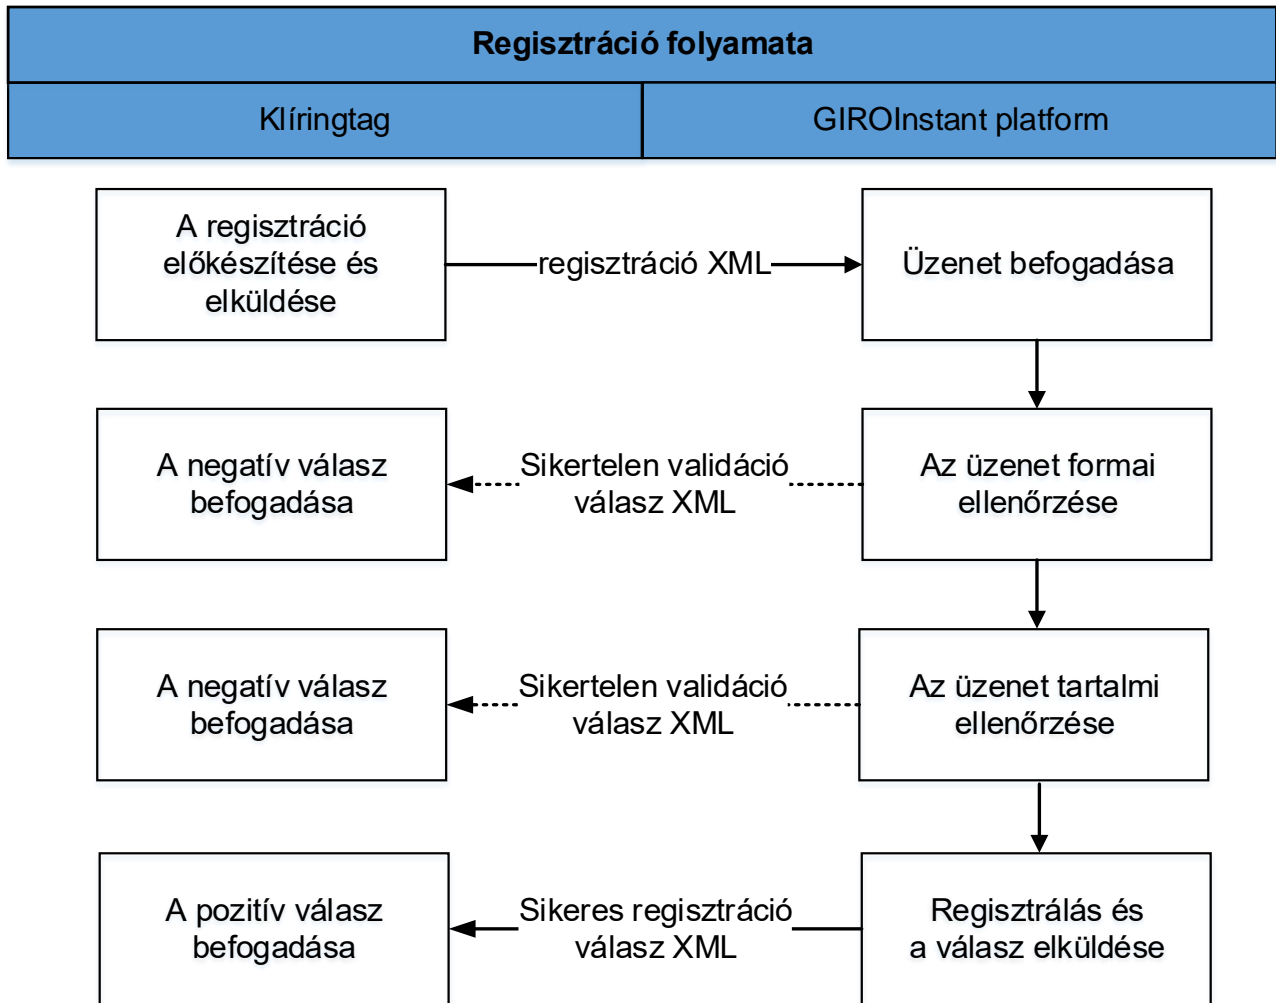 Regisztráció folyamata
Klíringtag
GIROInstant platform
A regisztráció
előkészítése és
elküldése
regisztráció XML
Üzenet befogadása
A negatív válasz
befogadása
Sikertelen validáció
válasz XML
Az üzenet formai
ellenőrzése
A negatív válasz
befogadása
Sikertelen validáció
válasz XML
Az üzenet tartalmi
ellenőrzése
A pozitív válasz
befogadása
Sikeres regisztráció
válasz XML
Regisztrálás és
a válasz elküldése